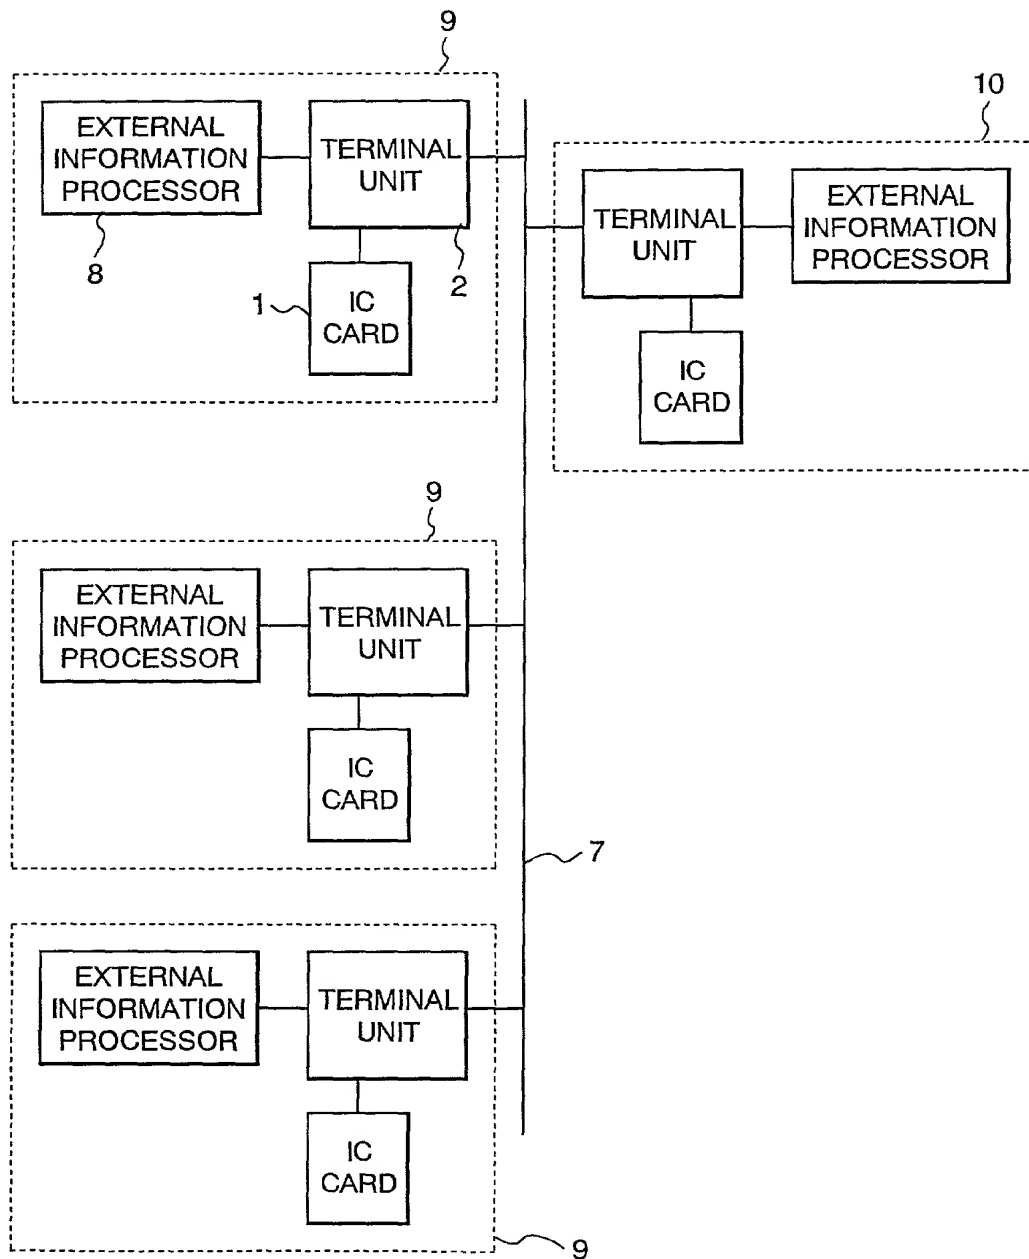 9
EXTERNAL
INFORMATION
PROCESSOR
8
TERMINAL
UNIT
2
1
IC
CARD
10
TERMINAL
UNIT
EXTERNAL
INFORMATION
PROCESSOR
IC
CARD
9
EXTERNAL
INFORMATION
PROCESSOR
TERMINAL
UNIT
IC
CARD
7
EXTERNAL
INFORMATION
PROCESSOR
TERMINAL
UNIT
IC
CARD
9